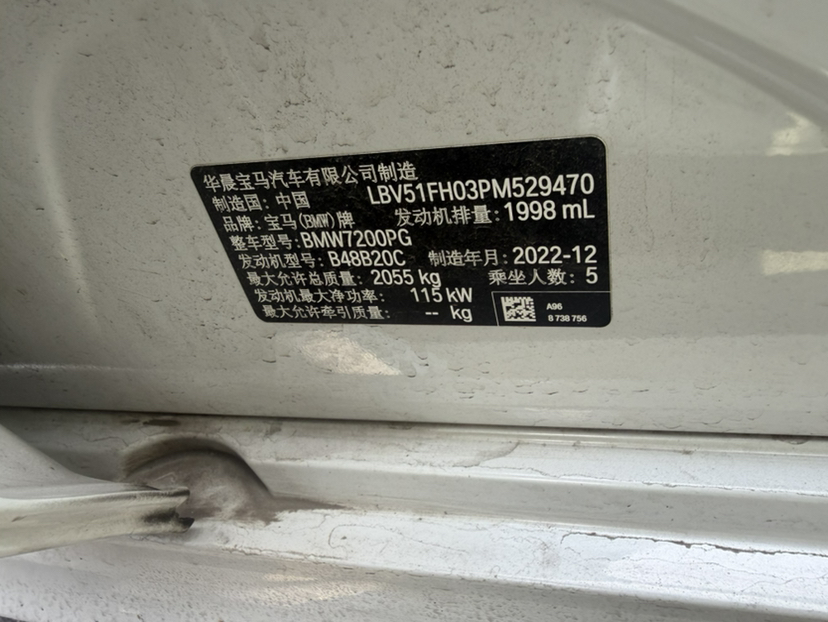 华晨宝马汽车有限公司制造
制造国: 中国 LBV51FH03PM529470
品牌: 宝马(BMW)牌 发动机排量: 1998 mL
整车型号: BMW7200PG
发动机型号: B48B20C 制造年月: 2022-12
最大允许总质量: 2055 kg 乘坐人数: 5
发动机最大净功率: 115 kW
最大允许牵引质量: -- kg
A96
8 738 756